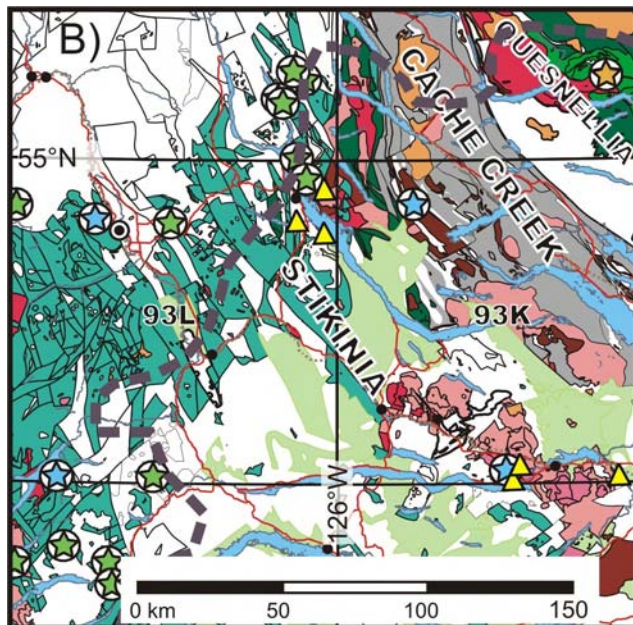 B)
QUESNELLIA
CACHE CREEK
55°N
STIKINIA
93L
93K
126°W
0 km 50 100 150